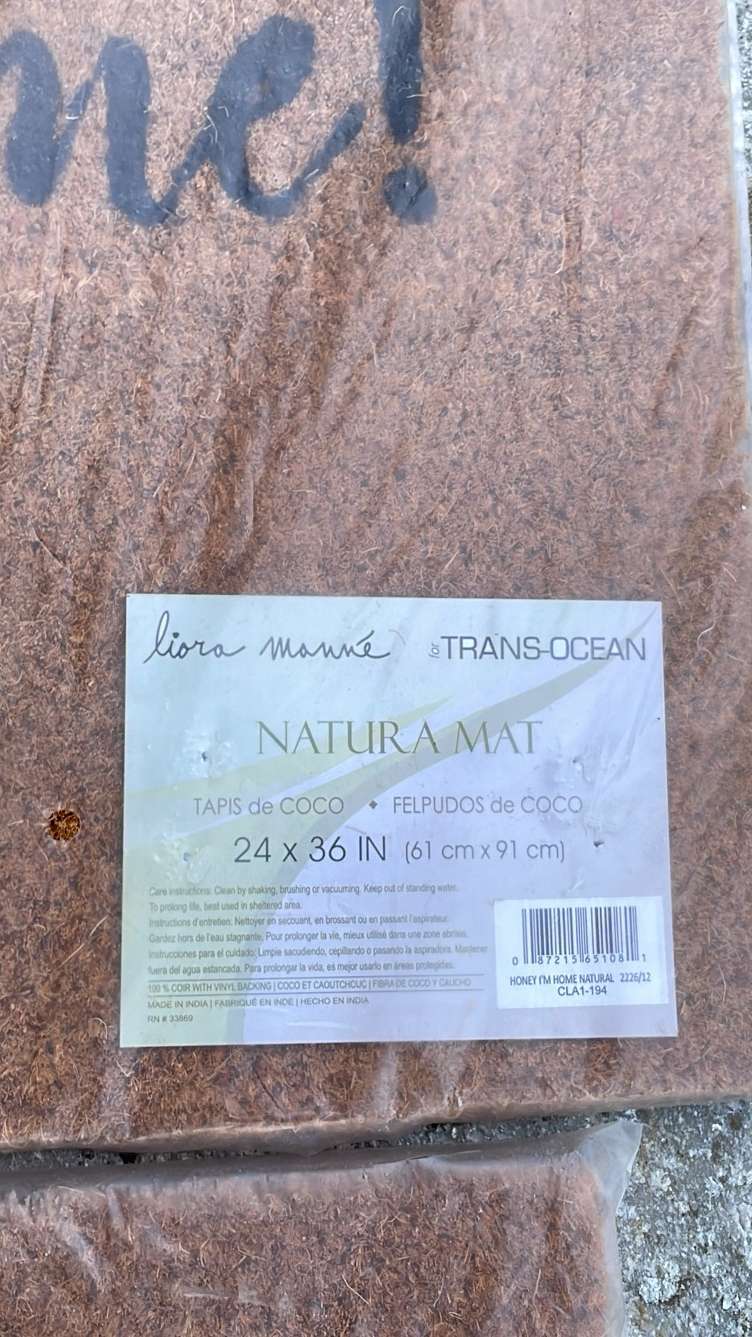 me!
liora manné for TRANS-OCEAN
NATURA MAT
TAPIS de COCO ◆ FELPUDOS de COCO
24 x 36 IN (61 cm x 91 cm)
Care instructions: Clean by shaking, brushing or vacuuming. Keep out of standing water.
To prolong life, best used in sheltered area.
Instructions d'entretien: Nettoyer en secouant, en brossant ou en passant l'aspirateur.
Gardez hors de l'eau stagnante. Pour prolonger la vie, mieux utilisé dans une zone abritée.
Instrucciones para el cuidado: Limpie sacudiendo, cepillando o pasando la aspiradora. Mantener
fuera del agua estancada. Para prolongar la vida, es mejor usarlo en áreas protegidas.
100 % COIR WITH VINYL BACKING | COCO ET CAOUTCHOUC | FIBRA DE COCO Y CAUCHO
MADE IN INDIA | FABRIQUÉ EN INDE | HECHO EN INDIA
RN # 33869
0 87215 65108 1
HONEY I'M HOME NATURAL 2226/12
CLA1-194